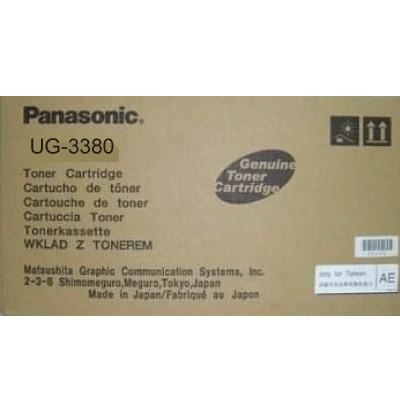 Panasonic.
UG-3380
Toner Cartridge
Cartucho de tóner
Cartouche de toner
Cartuccia Toner
Tonerkassette
WKLAD Z TONEREM
Genuine
Toner
Cartridge
Matsushita Graphic Communication Systems, Inc.
2-3-8 Shimomeguro,Meguro,Tokyo,Japan
Made in Japan/Fabriqué au Japon
only for Taiwan
AE